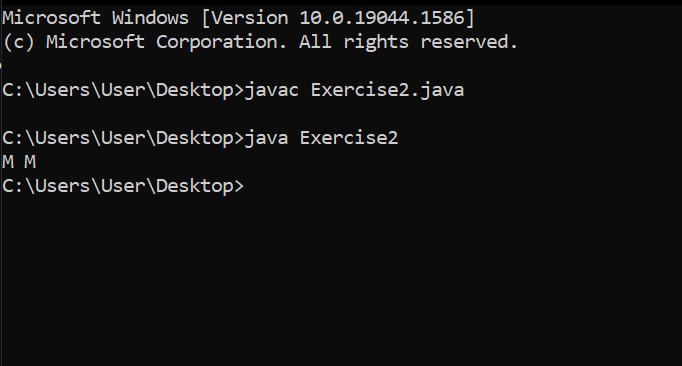 Microsoft Windows [Version 10.0.19044.1586]
(c) Microsoft Corporation. All rights reserved.
C:\Users\User\Desktop>javac Exercise2.java
C:\Users\User\Desktop>java Exercise2
M M
C:\Users\User\Desktop>